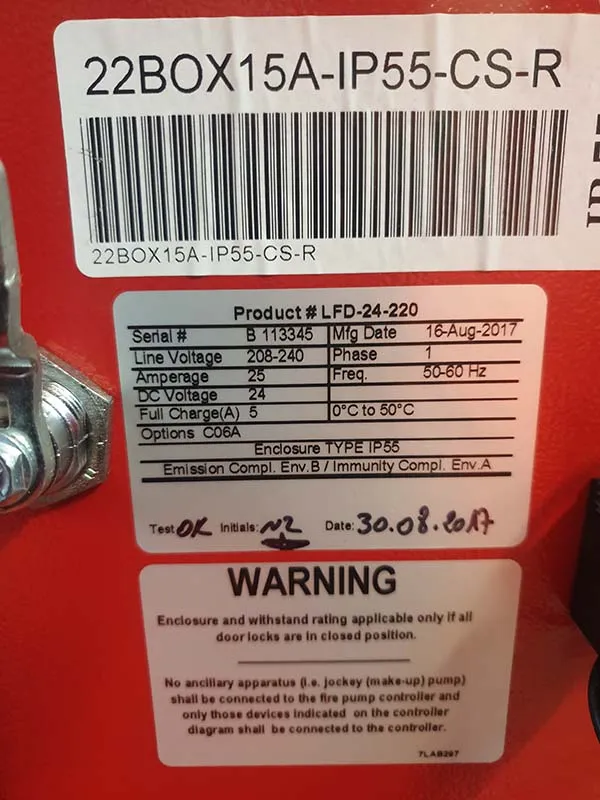 22BOX15A-IP55-CS-R
22BOX15A-IP55-CS-R
Product # LFD-24-220
Serial # B 113345 Mfg Date 16-Aug-2017
Line Voltage 208-240 Phase 1
Amperage 25 Freq. 50-60 Hz
DC Voltage 24
Full Charge(A) 5 0°C to 50°C
Options C06A
Enclosure TYPE IP55
Emission Compl. Env.B / Immunity Compl. Env.A
Test OK Initials: NZ Date: 30.08.2017
WARNING
Enclosure and withstand rating applicable only if all
door locks are in closed position.
No ancillary apparatus (i.e. jockey (make-up) pump)
shall be connected to the fire pump controller and
only those devices indicated on the controller
diagram shall be connected to the controller.
7LAB297